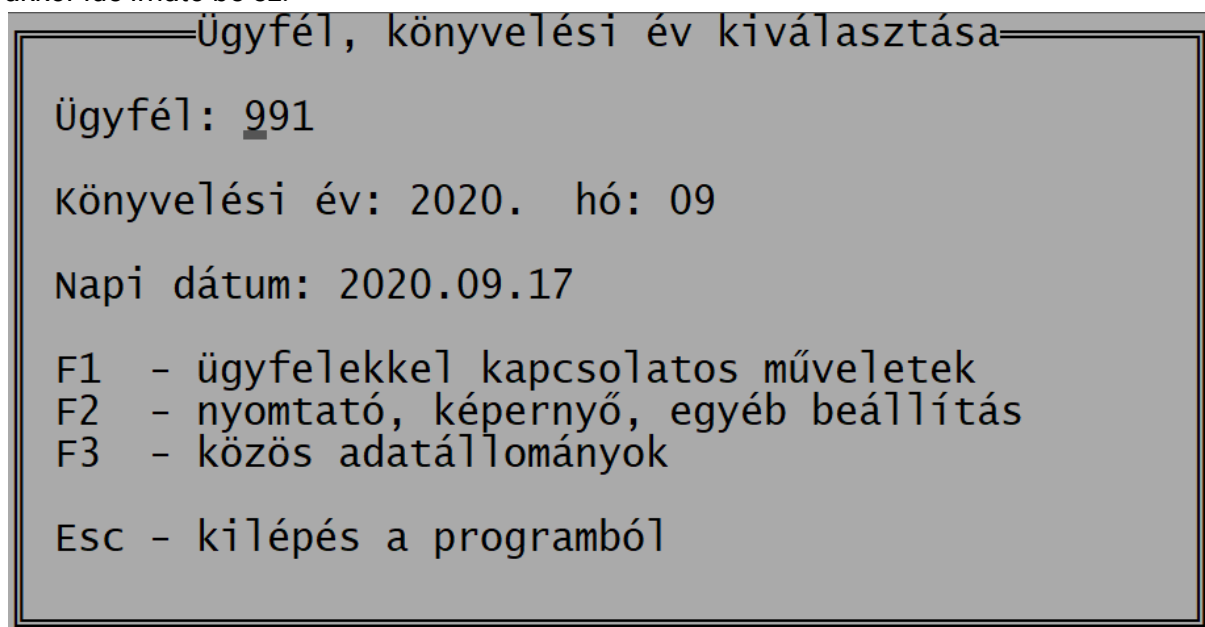 Ügyfél, könyvelési év kiválasztása
Ügyfél: 991
Könyvelési év: 2020. hó: 09
Napi dátum: 2020.09.17
F1 - ügyfelekkel kapcsolatos műveletek
F2 - nyomtató, képernyő, egyéb beállítás
F3 - közös adatállományok
Esc - kilépés a programból